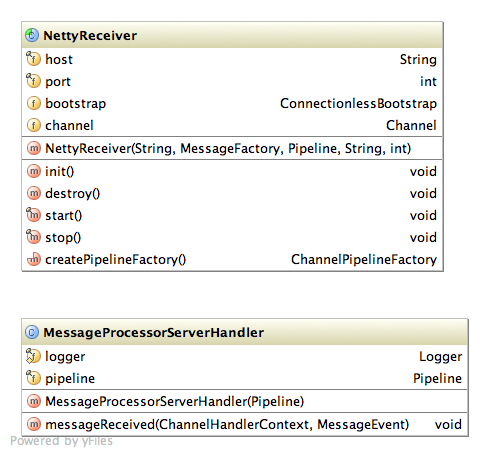 NettyReceiver
host String
port int
bootstrap ConnectionlessBootstrap
channel Channel
NettyReceiver(String, MessageFactory, Pipeline, String, int)
init() void
destroy() void
start() void
stop() void
createPipelineFactory() ChannelPipelineFactory
MessageProcessorServerHandler
logger Logger
pipeline Pipeline
MessageProcessorServerHandler(Pipeline)
messageReceived(ChannelHandlerContext, MessageEvent) void
Powered by yFiles